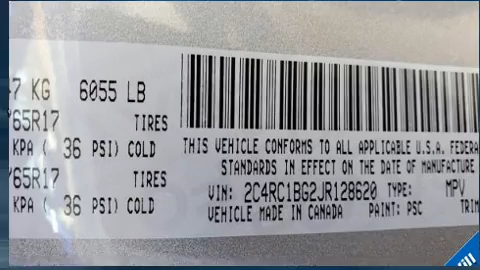 7 KG 6055 LB
65R17 TIRES
KPA ( 36 PSI) COLD
65R17 TIRES
KPA ( 36 PSI) COLD
THIS VEHICLE CONFORMS TO ALL APPLICABLE U.S.A. FEDERA
STANDARDS IN EFFECT ON THE DATE OF MANUFACTURE
VIN: 2C4RC1BG2JR128620 TYPE: MPV
VEHICLE MADE IN CANADA PAINT: PSC TRIM